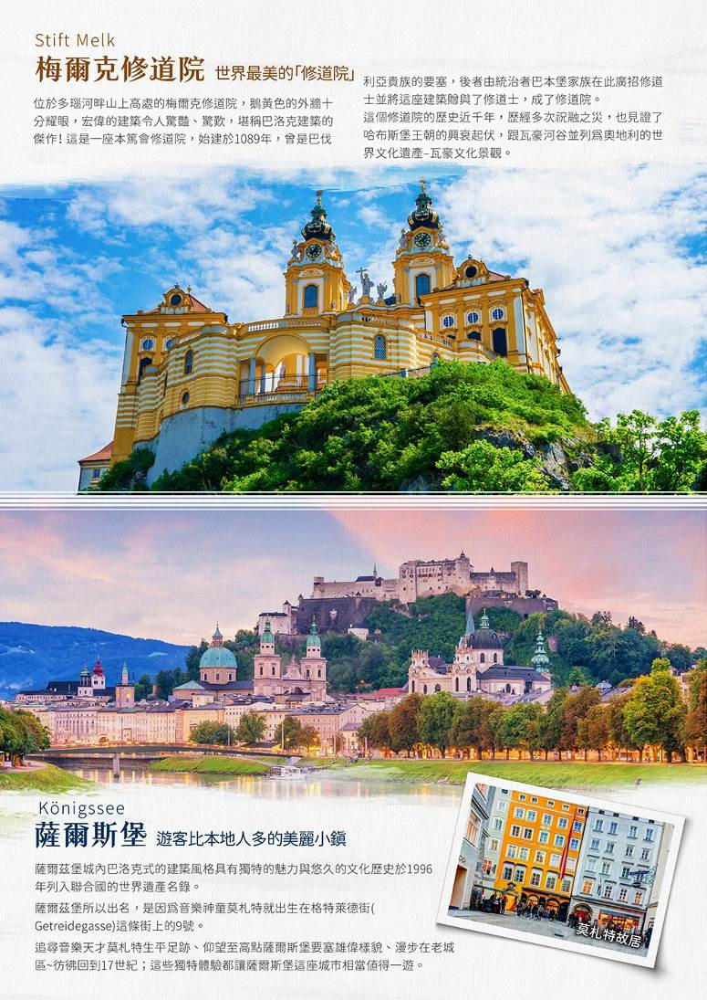 Stift Melk
梅爾克修道院 世界最美的「修道院」
位於多瑙河畔山上高處的梅爾克修道院，鵝黃色的外牆十
分耀眼，宏偉的建築令人驚豔、驚歎，堪稱巴洛克建築的
傑作！這是一座本篤會修道院，始建於1089年，曾是巴伐
利亞貴族的要塞，後者由統治者巴本堡家族在此廣招修道
士並將這座建築贈與了修道士，成了修道院。
這個修道院的歷史近千年，歷經多次祝融之災，也見證了
哈布斯堡王朝的興衰起伏，跟瓦豪河谷並列爲奧地利的世
界文化遺產–瓦豪文化景觀。
Königssee
薩爾斯堡 遊客比本地人多的美麗小鎭
薩爾茲堡城內巴洛克式的建築風格具有獨特的魅力與悠久的文化歷史於1996
年列入聯合國的世界遺產名錄。
薩爾茲堡所以出名，是因爲音樂神童莫札特就出生在格特萊德街(
Getreidegasse)這條街上的9號。
追尋音樂天才莫札特生平足跡、仰望至高點薩爾斯堡要塞雄偉樣貌、漫步在老城
區~彷彿回到17世紀；這些獨特體驗都讓薩爾斯堡這座城市相當値得一遊。
莫札特故居